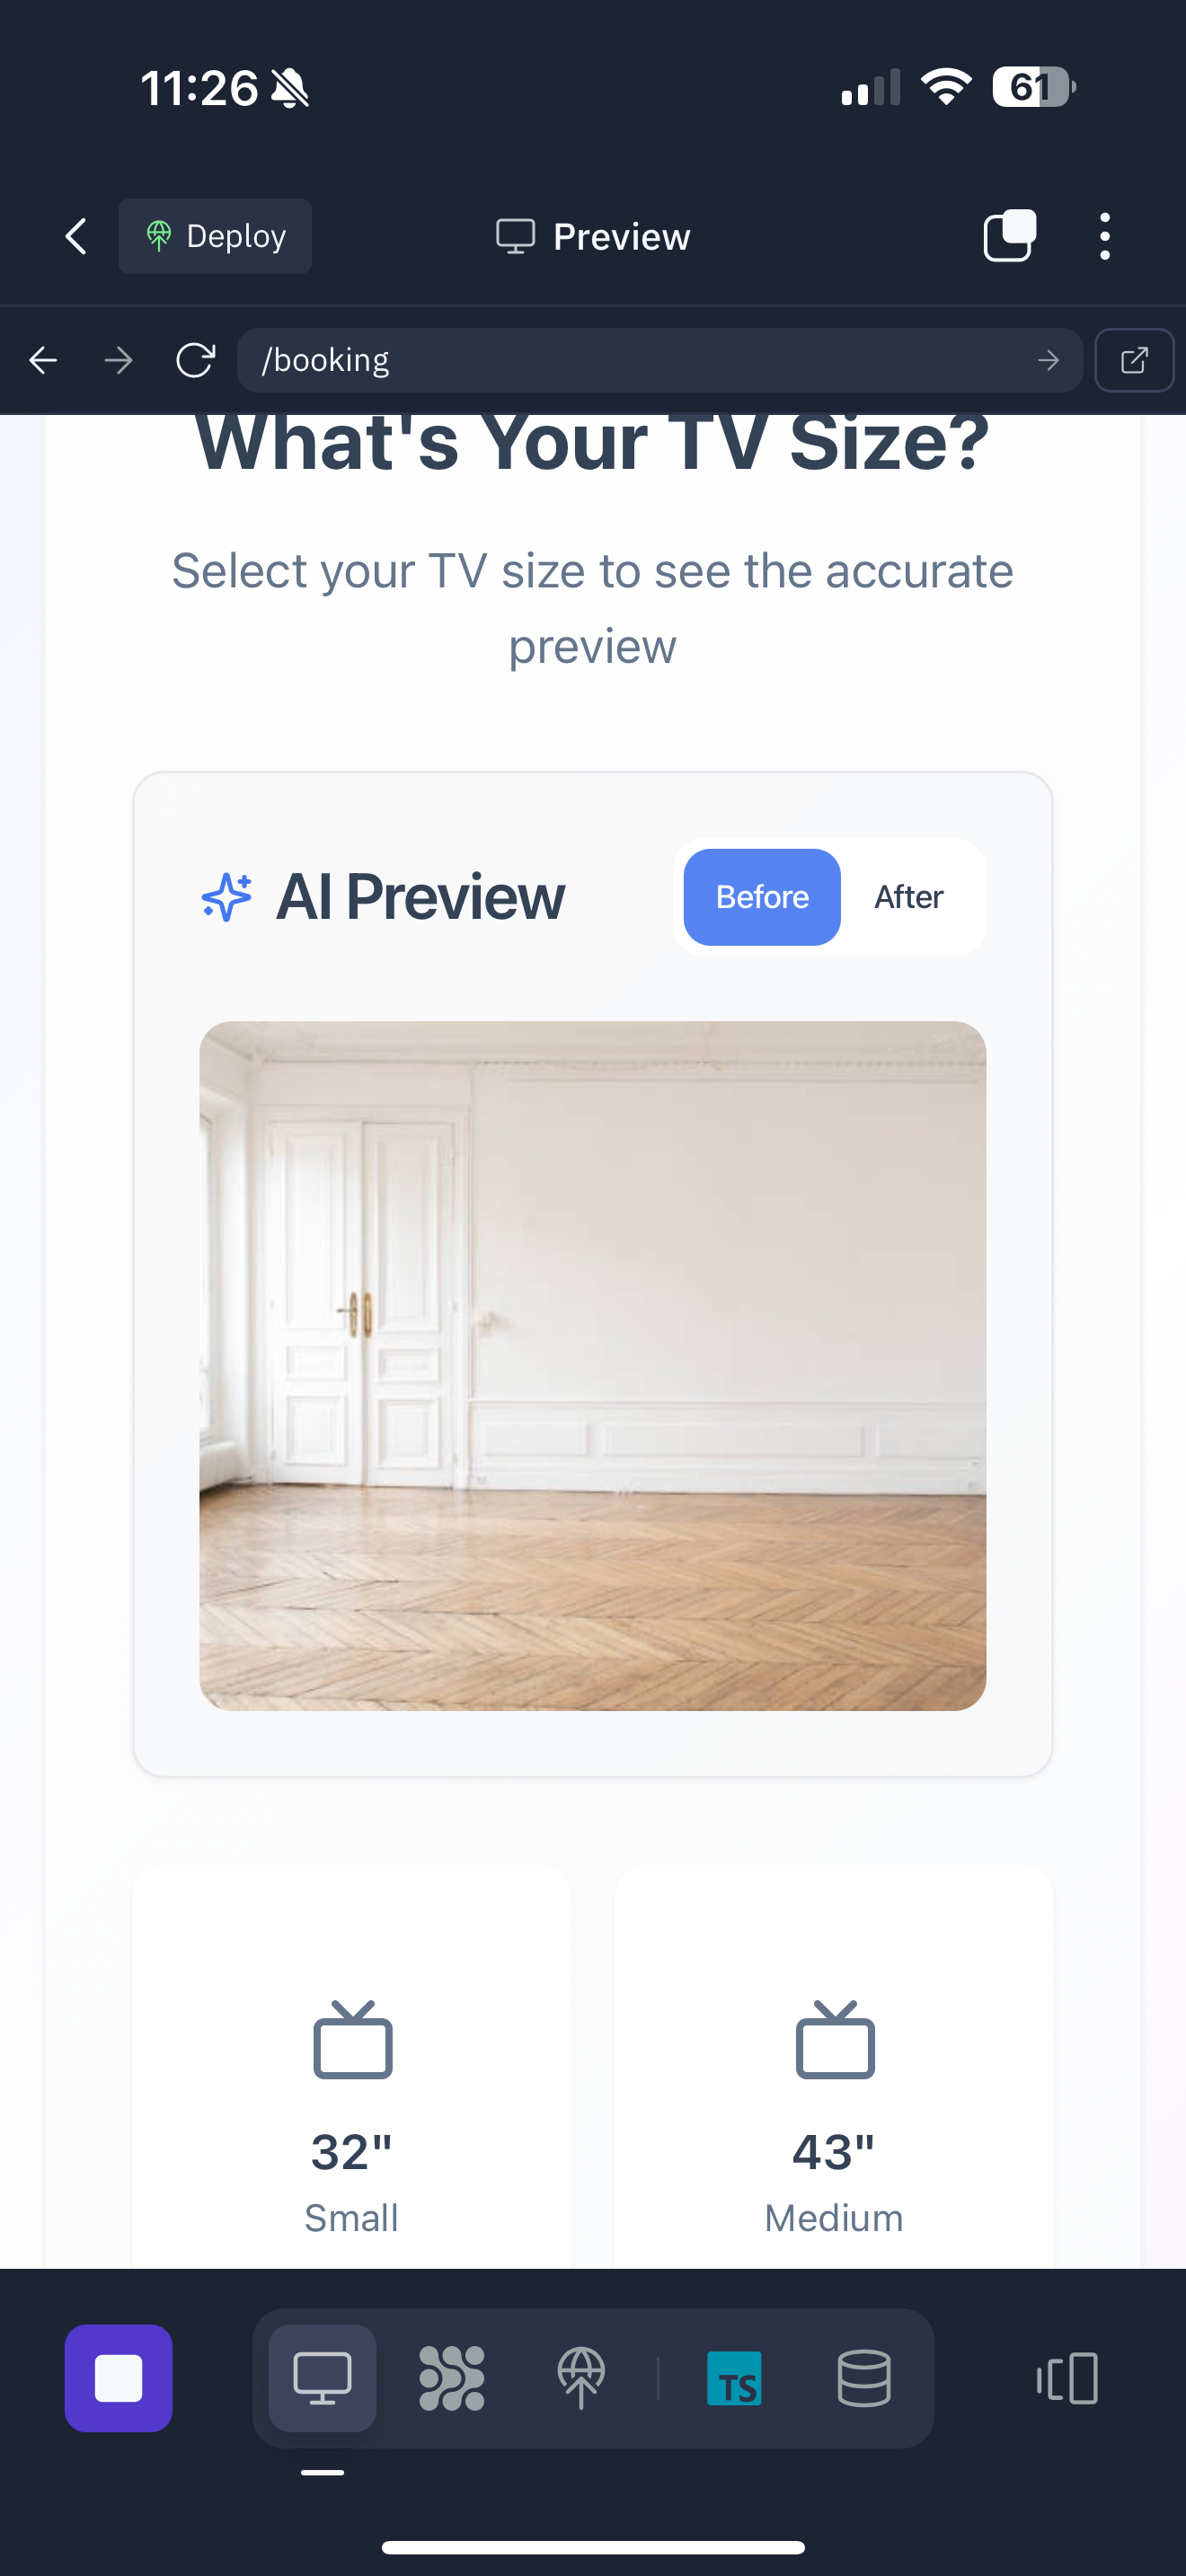 11:26
61
Deploy
Preview
/booking
What's Your TV Size?
Select your TV size to see the accurate
preview
AI Preview
Before
After
32"
43"
Small
Medium
TS